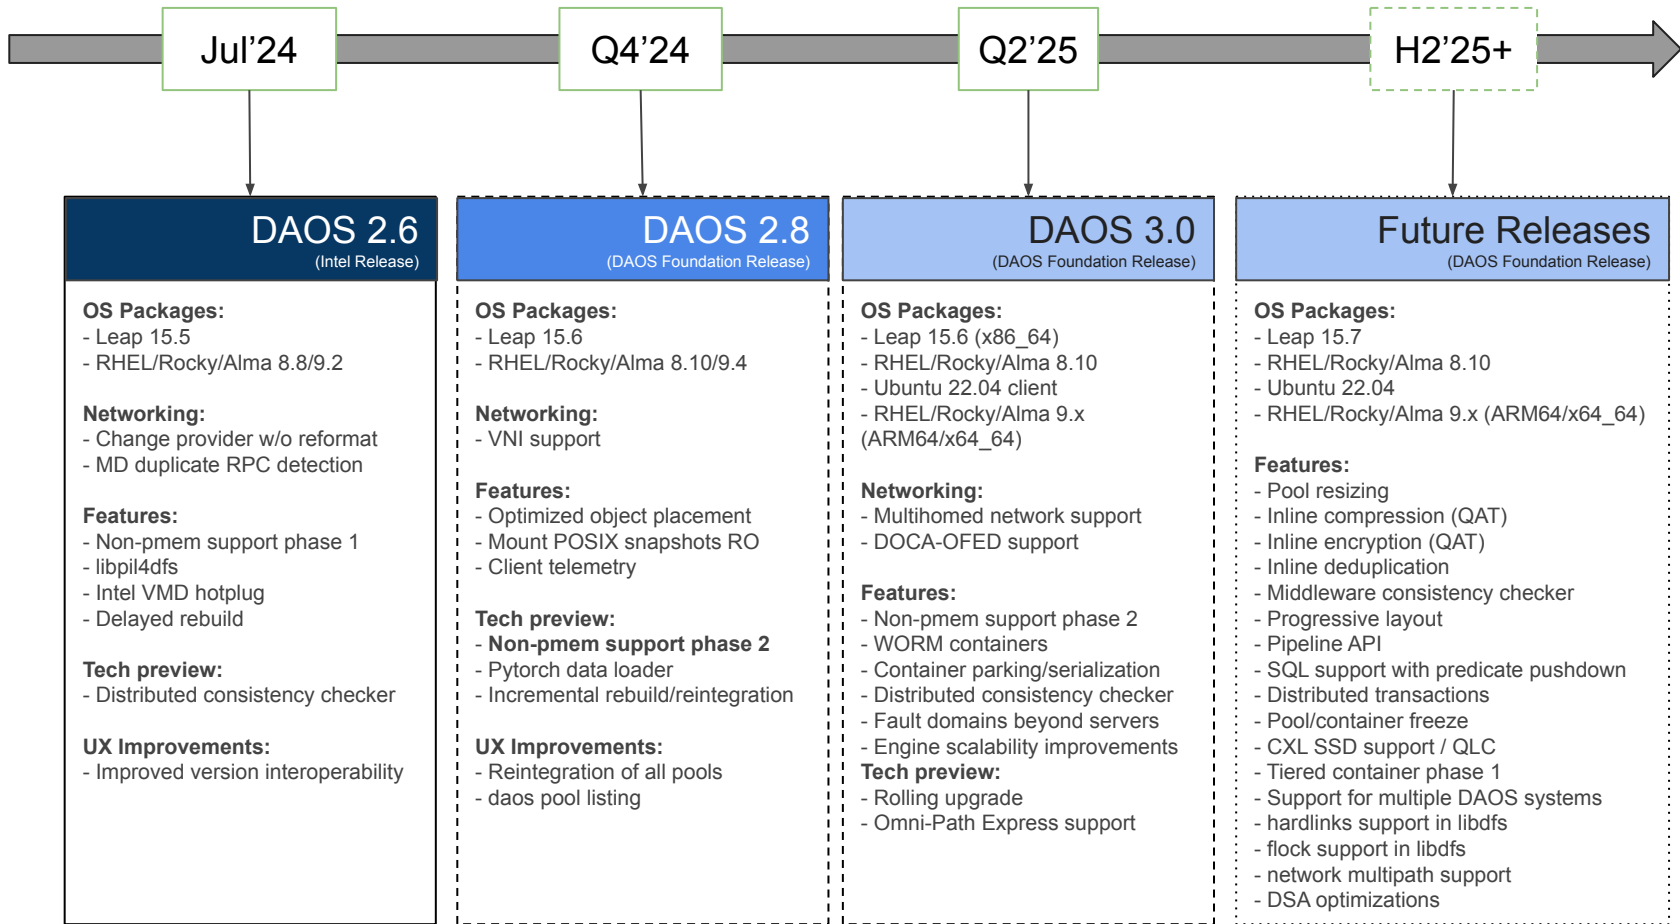 Jul’24
Q4’24
Q2’25
H2’25+
DAOS 2.6
(Intel Release)
OS Packages:
- Leap 15.5
- RHEL/Rocky/Alma 8.8/9.2
Networking:
- Change provider w/o reformat
- MD duplicate RPC detection
Features:
- Non-pmem support phase 1
- libpil4dfs
- Intel VMD hotplug
- Delayed rebuild
Tech preview:
- Distributed consistency checker
UX Improvements:
- Improved version interoperability
DAOS 2.8
(DAOS Foundation Release)
OS Packages:
- Leap 15.6
- RHEL/Rocky/Alma 8.10/9.4
Networking:
- VNI support
Features:
- Optimized object placement
- Mount POSIX snapshots RO
- Client telemetry
Tech preview:
- Non-pmem support phase 2
- Pytorch data loader
- Incremental rebuild/reintegration
UX Improvements:
- Reintegration of all pools
- daos pool listing
DAOS 3.0
(DAOS Foundation Release)
OS Packages:
- Leap 15.6 (x86_64)
- RHEL/Rocky/Alma 8.10
- Ubuntu 22.04 client
- RHEL/Rocky/Alma 9.x
(ARM64/x64_64)
Networking:
- Multihomed network support
- DOCA-OFED support
Features:
- Non-pmem support phase 2
- WORM containers
- Container parking/serialization
- Distributed consistency checker
- Fault domains beyond servers
- Engine scalability improvements
Tech preview:
- Rolling upgrade
- Omni-Path Express support
Future Releases
(DAOS Foundation Release)
OS Packages:
- Leap 15.7
- RHEL/Rocky/Alma 8.10
- Ubuntu 22.04
- RHEL/Rocky/Alma 9.x (ARM64/x64_64)
Features:
- Pool resizing
- Inline compression (QAT)
- Inline encryption (QAT)
- Inline deduplication
- Middleware consistency checker
- Progressive layout
- Pipeline API
- SQL support with predicate pushdown
- Distributed transactions
- Pool/container freeze
- CXL SSD support / QLC
- Tiered container phase 1
- Support for multiple DAOS systems
- hardlinks support in libdfs
- flock support in libdfs
- network multipath support
- DSA optimizations